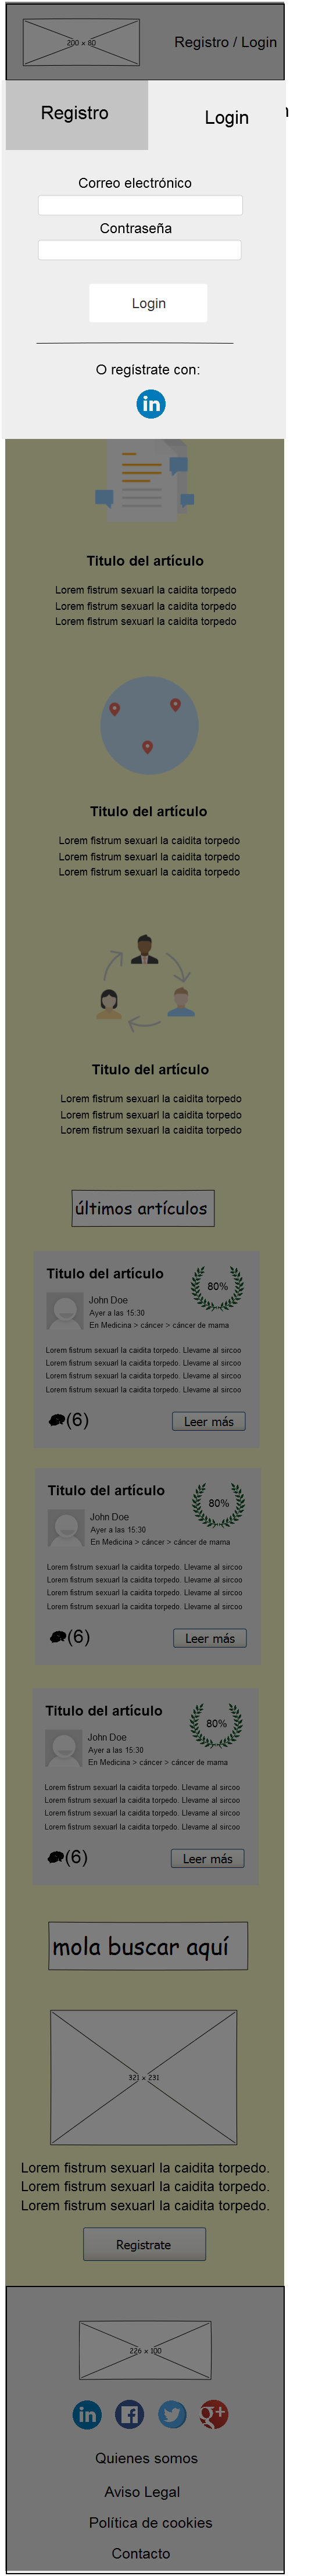 200 x 80
Registro / Login
Registro
Login
Correo electrónico
Contraseña
Login
O regístrate con:
in
Titulo del artículo
Lorem fistrum sexuarl la caidita torpedo
Lorem fistrum sexuarl la caidita torpedo
Lorem fistrum sexuarl la caidita torpedo
Titulo del artículo
Lorem fistrum sexuarl la caidita torpedo
Lorem fistrum sexuarl la caidita torpedo
Lorem fistrum sexuarl la caidita torpedo
Titulo del artículo
Lorem fistrum sexuarl la caidita torpedo
Lorem fistrum sexuarl la caidita torpedo
Lorem fistrum sexuarl la caidita torpedo
últimos artículos
Titulo del artículo
80%
John Doe
Ayer a las 15:30
En Medicina > cáncer > cáncer de mama
Lorem fistrum sexuarl la caidita torpedo. Llevame al sircoo
Lorem fistrum sexuarl la caidita torpedo. Llevame al sircoo
Lorem fistrum sexuarl la caidita torpedo. Llevame al sircoo
Lorem fistrum sexuarl la caidita torpedo. Llevame al sircoo
(6)
Leer más
Titulo del artículo
80%
John Doe
Ayer a las 15:30
En Medicina > cáncer > cáncer de mama
Lorem fistrum sexuarl la caidita torpedo. Llevame al sircoo
Lorem fistrum sexuarl la caidita torpedo. Llevame al sircoo
Lorem fistrum sexuarl la caidita torpedo. Llevame al sircoo
Lorem fistrum sexuarl la caidita torpedo. Llevame al sircoo
(6)
Leer más
Titulo del artículo
80%
John Doe
Ayer a las 15:30
En Medicina > cáncer > cáncer de mama
Lorem fistrum sexuarl la caidita torpedo. Llevame al sircoo
Lorem fistrum sexuarl la caidita torpedo. Llevame al sircoo
Lorem fistrum sexuarl la caidita torpedo. Llevame al sircoo
Lorem fistrum sexuarl la caidita torpedo. Llevame al sircoo
(6)
Leer más
mola buscar aquí
321 x 231
Lorem fistrum sexuarl la caidita torpedo.
Lorem fistrum sexuarl la caidita torpedo.
Lorem fistrum sexuarl la caidita torpedo.
Registrate
226 x 100
in f g+
Quienes somos
Aviso Legal
Política de cookies
Contacto